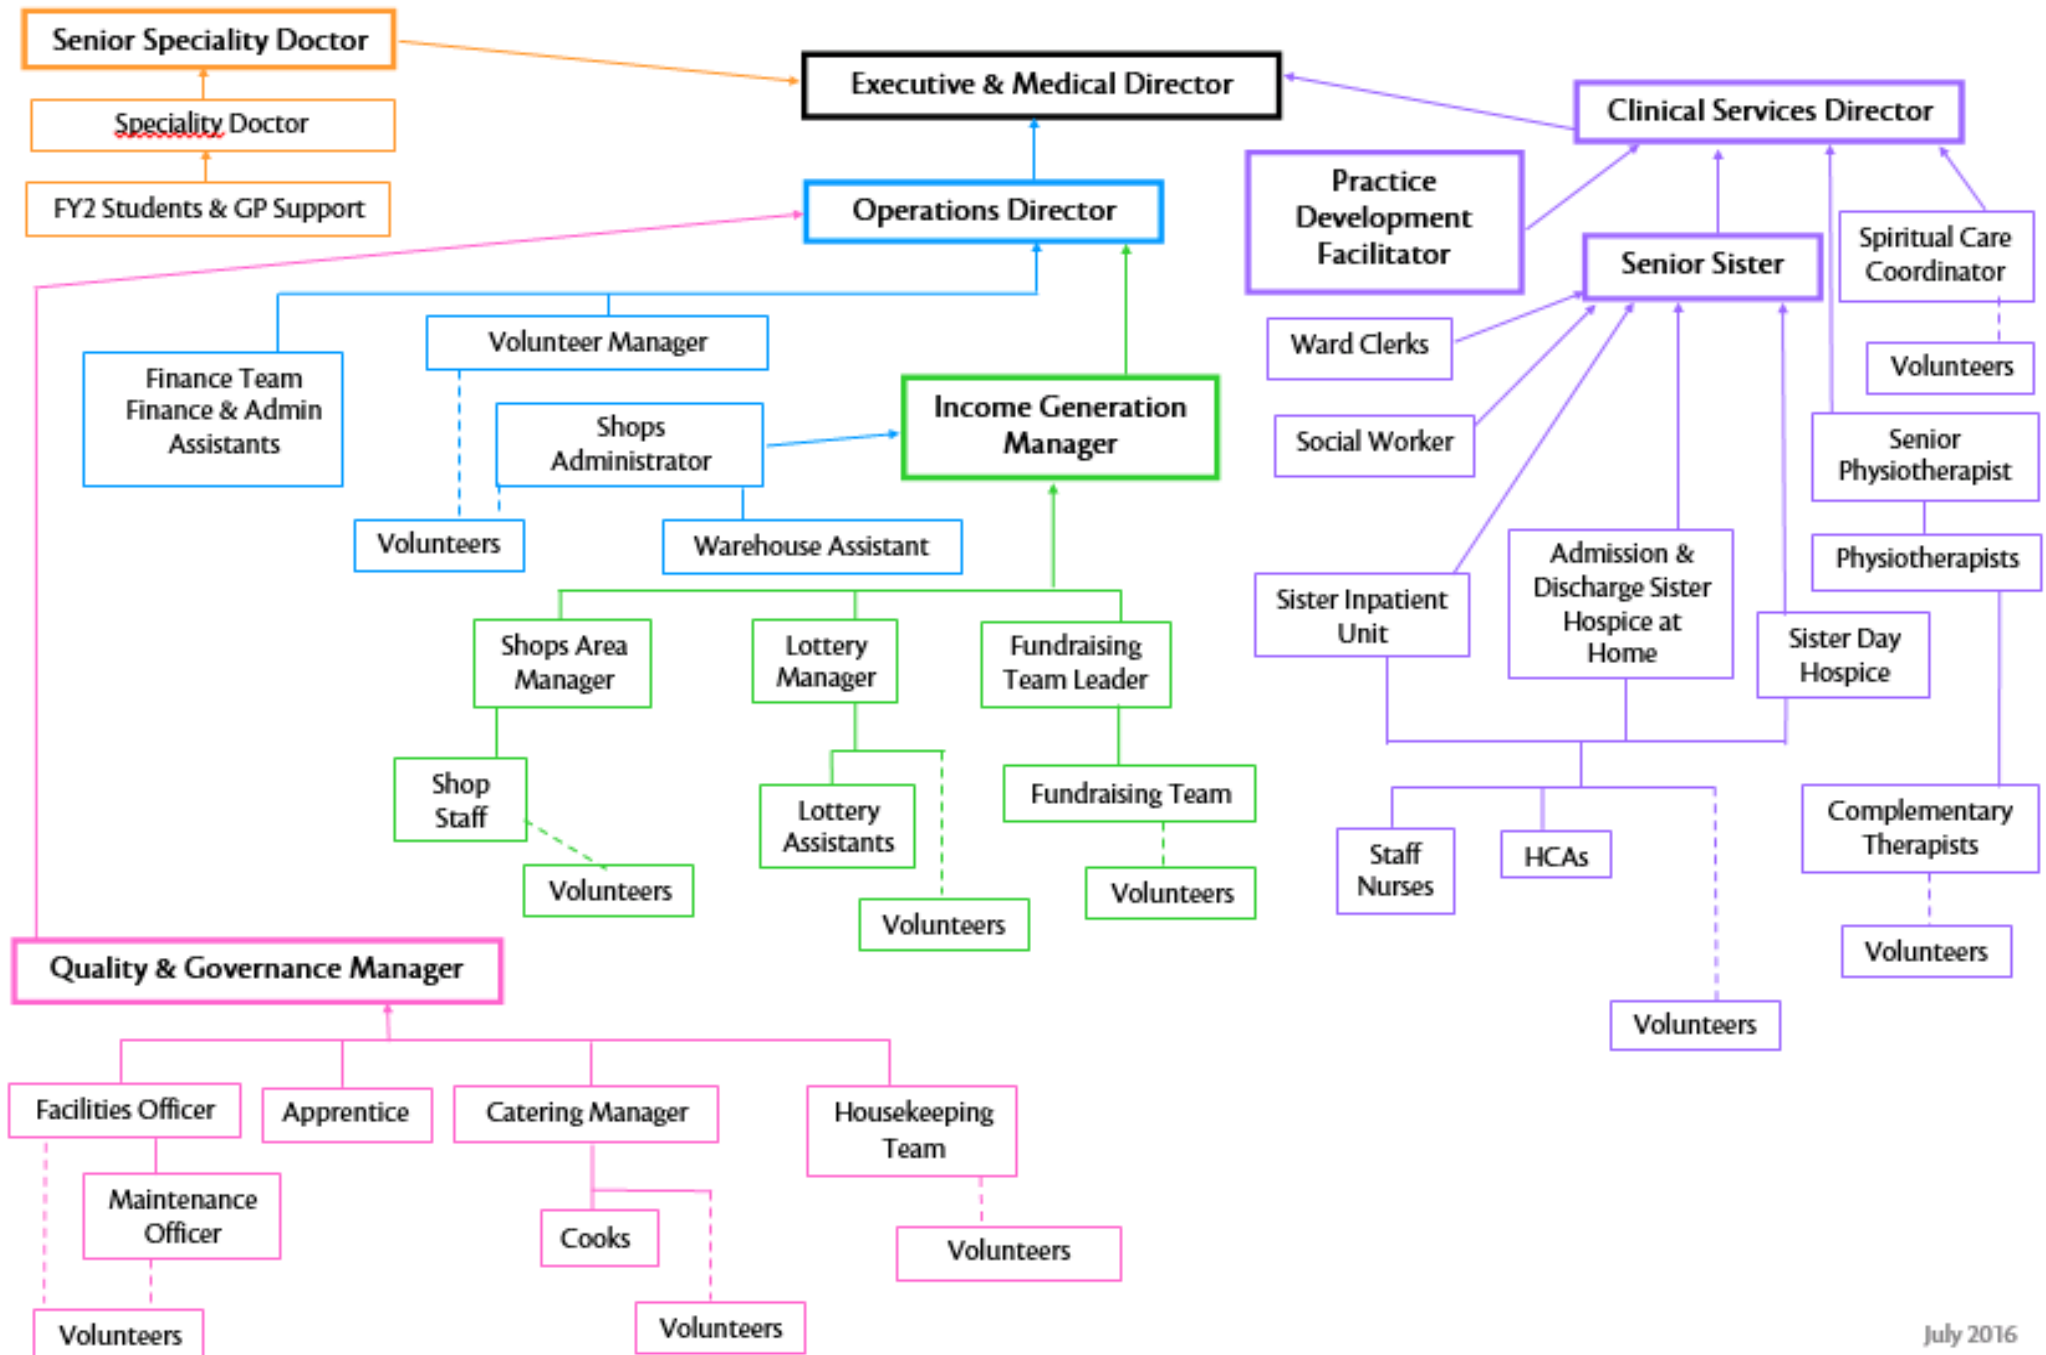 Senior Speciality Doctor
Speciality Doctor
FY2 Students & GP Support
Executive & Medical Director
Operations Director
Clinical Services Director
Practice
Development
Facilitator
Senior Sister
Spiritual Care
Coordinator
Volunteers
Ward Clerks
Social Worker
Senior
Physiotherapist
Physiotherapists
Volunteer Manager
Finance Team
Finance & Admin
Assistants
Shops
Administrator
Income Generation
Manager
Volunteers
Warehouse Assistant
Sister Inpatient
Unit
Admission &
Discharge Sister
Hospice at
Home
Sister Day
Hospice
Shops Area
Manager
Lottery
Manager
Fundraising
Team Leader
Shop
Staff
Lottery
Assistants
Fundraising Team
Volunteers
Volunteers
Volunteers
Staff
Nurses
HCAs
Complementary
Therapists
Volunteers
Volunteers
Quality & Governance Manager
Facilities Officer
Apprentice
Catering Manager
Housekeeping
Team
Maintenance
Officer
Cooks
Volunteers
Volunteers
Volunteers
July 2016